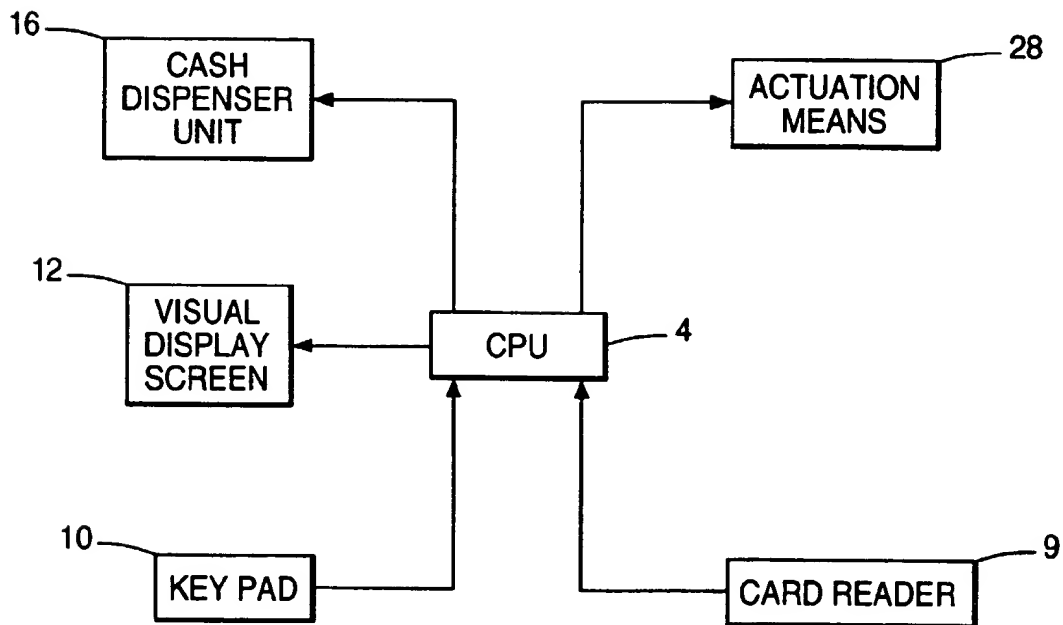 16
CASH
DISPENSER
UNIT
28
ACTUATION
MEANS
12
VISUAL
DISPLAY
SCREEN
CPU
4
10
KEY PAD
9
CARD READER